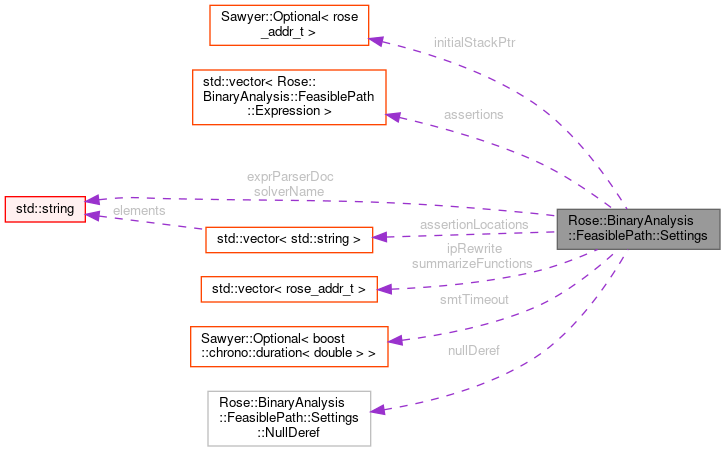 Sawyer::Optional< rose
_addr_t >
initialStackPtr
std::vector< Rose::
BinaryAnalysis::FeasiblePath
::Expression >
assertions
exprParserDoc
solverName
std::string
elements
std::vector< std::string >
assertionLocations
Rose::BinaryAnalysis
::FeasiblePath::Settings
ipRewrite
summarizeFunctions
std::vector< rose_addr_t >
smtTimeout
Sawyer::Optional< boost
::chrono::duration< double > >
nullDeref
Rose::BinaryAnalysis
::FeasiblePath::Settings
::NullDeref